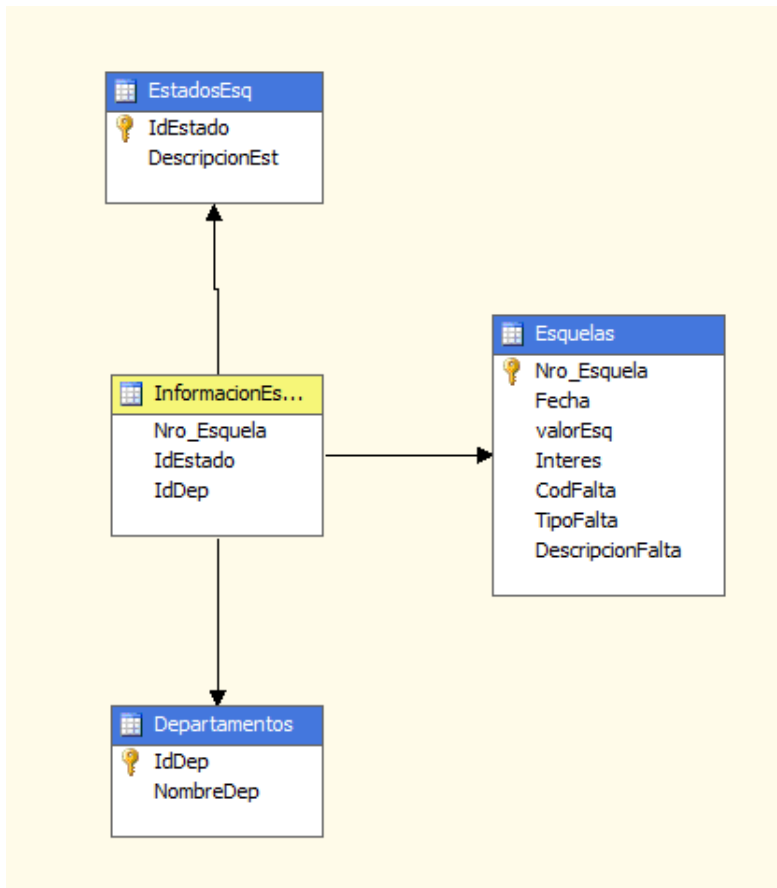 EstadosEsq
IdEstado
DescripcionEst
InformacionEs...
Nro_Esquela
IdEstado
IdDep
Esquelas
Nro_Esquela
Fecha
valorEsq
Interes
CodFalta
TipoFalta
DescripcionFalta
Departamentos
IdDep
NombreDep